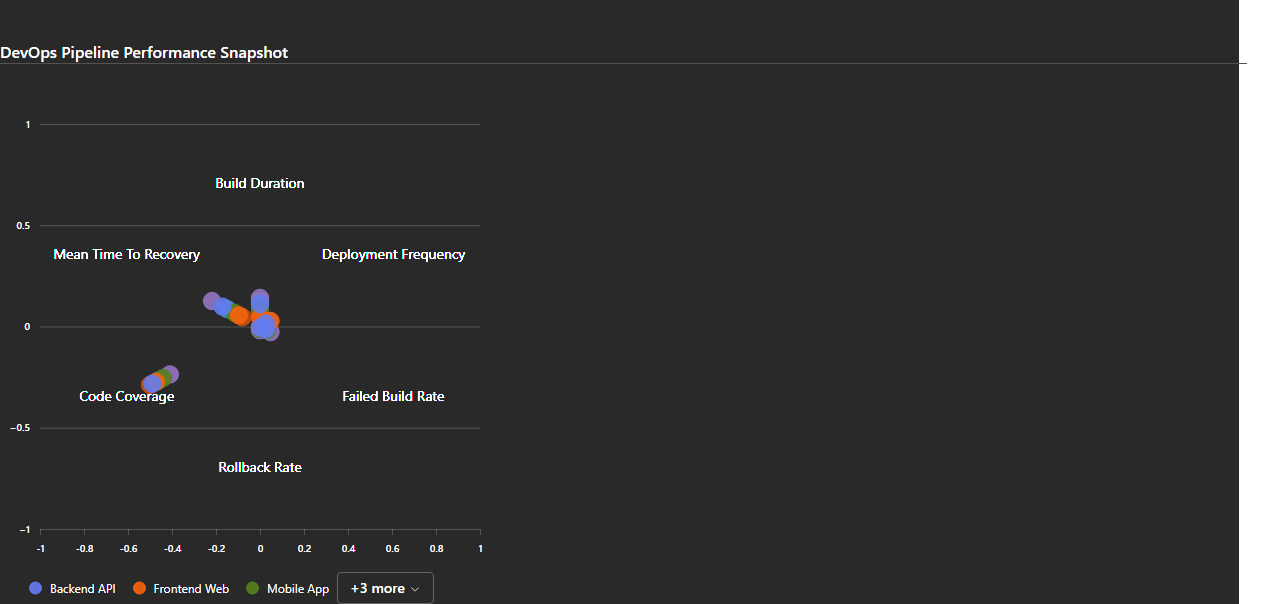 DevOps Pipeline Performance Snapshot
1
Build Duration
0.5
Mean Time To Recovery
Deployment Frequency
0
Code Coverage
Failed Build Rate
−0.5
Rollback Rate
−1
-1 -0.8 -0.6 -0.4 -0.2 0 0.2 0.4 0.6 0.8 1
Backend API Frontend Web Mobile App +3 more